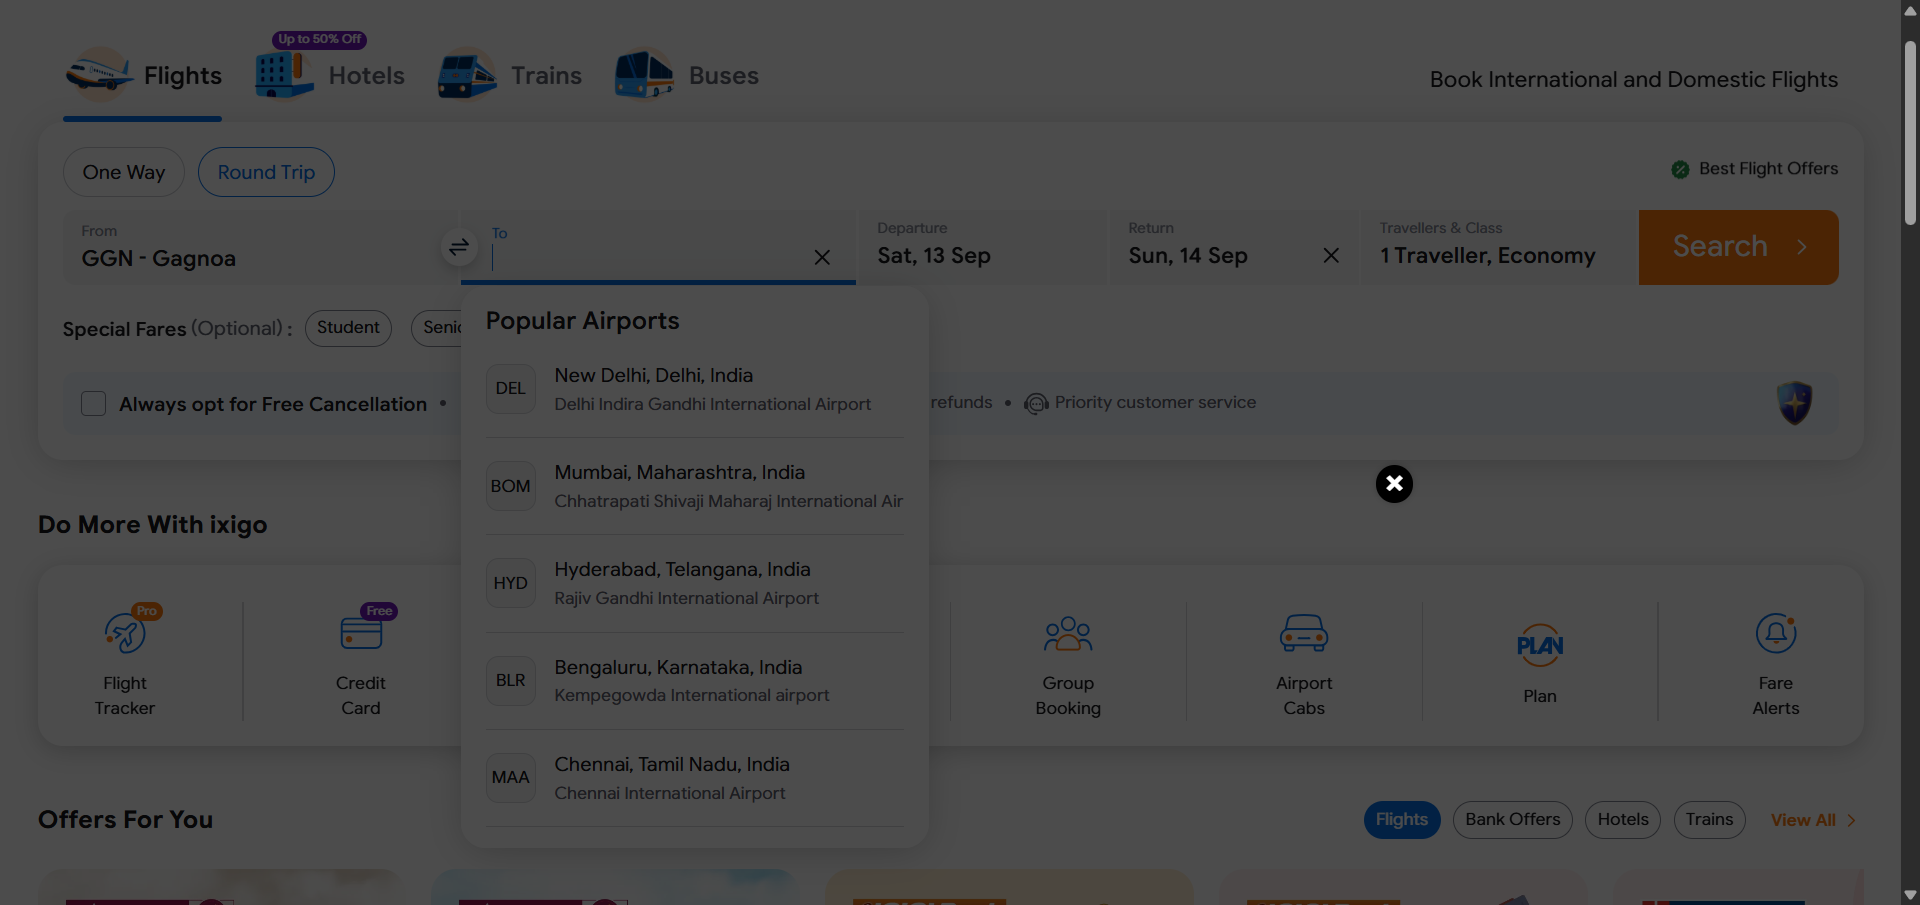 Up to 50% Off
Flights
Hotels
Trains
Buses
Book International and Domestic Flights
One Way
Round Trip
Best Flight Offers
From
GGN - Gagnoa
To
Departure
Sat, 13 Sep
Return
Sun, 14 Sep
Travellers & Class
1 Traveller, Economy
Search
Special Fares (Optional) :
Student
Popular Airports
DEL
New Delhi, Delhi, India
Delhi Indira Gandhi International Airport
Always opt for Free Cancellation •
refunds • Priority customer service
BOM
Mumbai, Maharashtra, India
Chhatrapati Shivaji Maharaj International Air
HYD
Hyderabad, Telangana, India
Rajiv Gandhi International Airport
BLR
Bengaluru, Karnataka, India
Kempegowda International airport
MAA
Chennai, Tamil Nadu, India
Chennai International Airport
Do More With ixigo
Pro
Flight
Tracker
Free
Credit
Card
Group
Booking
Airport
Cabs
PLAN
Plan
Fare
Alerts
Offers For You
Flights
Bank Offers
Hotels
Trains
View All